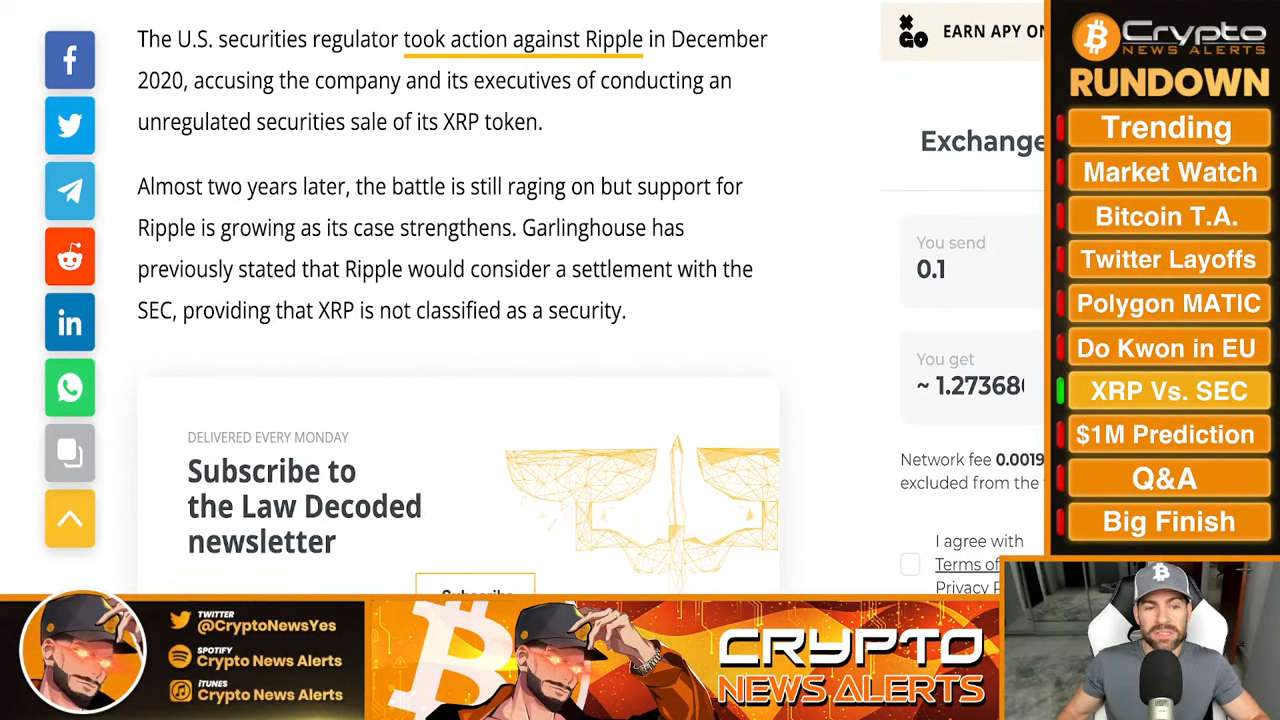 The U.S. securities regulator took action against Ripple in December
2020, accusing the company and its executives of conducting an
unregulated securities sale of its XRP token.
Almost two years later, the battle is still raging on but support for
Ripple is growing as its case strengthens. Garlinghouse has
previously stated that Ripple would consider a settlement with the
SEC, providing that XRP is not classified as a security.
DELIVERED EVERY MONDAY
Subscribe to
the Law Decoded
newsletter
GO
EARN APY ON
Exchange
You send
0.1
You get
~ 1.27368
Network fee 0.0019
excluded from the
I agree with
Terms of
Privacy
Crypto
NEWS ALERTS
RUNDOWN
Trending
Market Watch
Bitcoin T.A.
Twitter Layoffs
Polygon MATIC
Do Kwon in EU
XRP Vs. SEC
$1M Prediction
Q&A
Big Finish
TWITTER
@CryptoNewsYes
SPOTIFY
Crypto News Alerts
iTUNES
Crypto News Alerts
CRYPTO
NEWS ALERTS